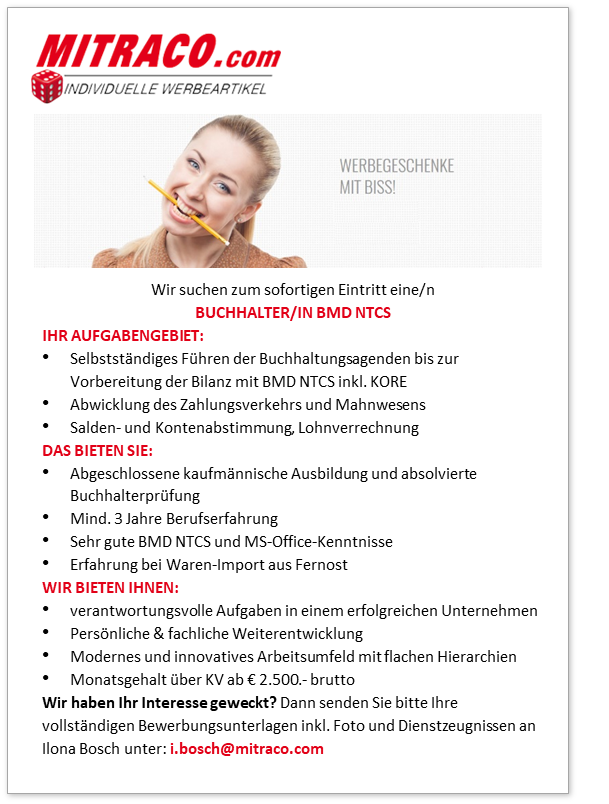 MITRACO.com
INDIVIDUELLE WERBEARTIKEL
WERBEGESCHENKE
MIT BISS!
Wir suchen zum sofortigen Eintritt eine/n
BUCHHALTER/IN BMD NTCS
IHR AUFGABENGEBIET:
• Selbstständiges Führen der Buchhaltungsagenden bis zur
Vorbereitung der Bilanz mit BMD NTCS inkl. KORE
• Abwicklung des Zahlungsverkehrs und Mahnwesens
• Salden- und Kontenabstimmung, Lohnverrechnung
DAS BIETEN SIE:
• Abgeschlossene kaufmännische Ausbildung und absolvierte
Buchhalterprüfung
• Mind. 3 Jahre Berufserfahrung
• Sehr gute BMD NTCS und MS-Office-Kenntnisse
• Erfahrung bei Waren-Import aus Fernost
WIR BIETEN IHNEN:
• verantwortungsvolle Aufgaben in einem erfolgreichen Unternehmen
• Persönliche & fachliche Weiterentwicklung
• Modernes und innovatives Arbeitsumfeld mit flachen Hierarchien
• Monatsgehalt über KV ab € 2.500.- brutto
Wir haben Ihr Interesse geweckt? Dann senden Sie bitte Ihre
vollständigen Bewerbungsunterlagen inkl. Foto und Dienstzeugnissen an
Ilona Bosch unter: i.bosch@mitraco.com